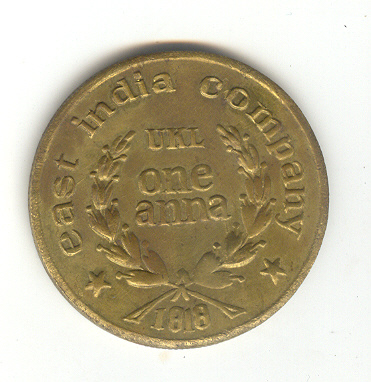 east india company
UKL
one
anna
1818